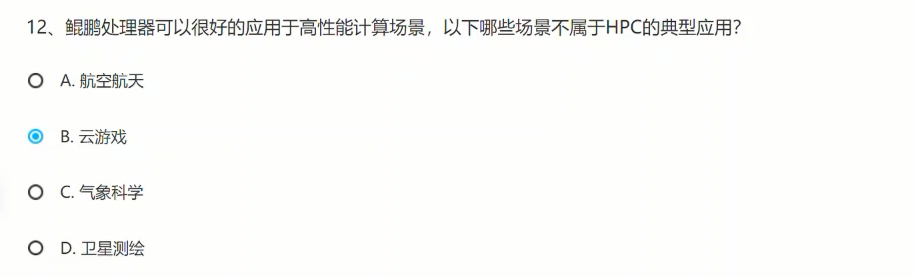 12、鲲鹏处理器可以很好的应用于高性能计算场景，以下哪些场景不属于HPC的典型应用？
A. 航空航天
B. 云游戏
C. 气象科学
D. 卫星测绘